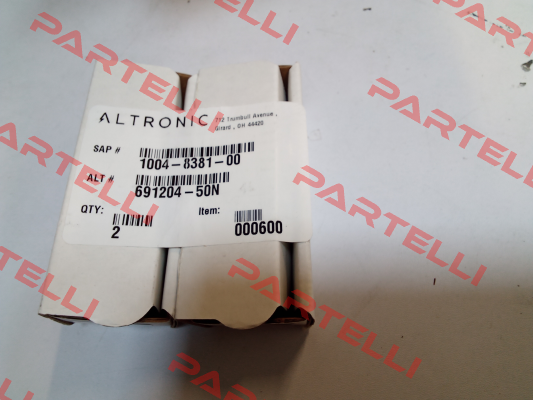 ALTRONIC
712 Trumbull Avenue ,
Girard , OH 44420
SAP # 1004-8381-00
ALT # 691204-50N
QTY: 2 Item: 000600
PARTELLI
PARTELLI
PARTELLI
PARTELLI
PARTELLI
PARTELLI
PARTELLI